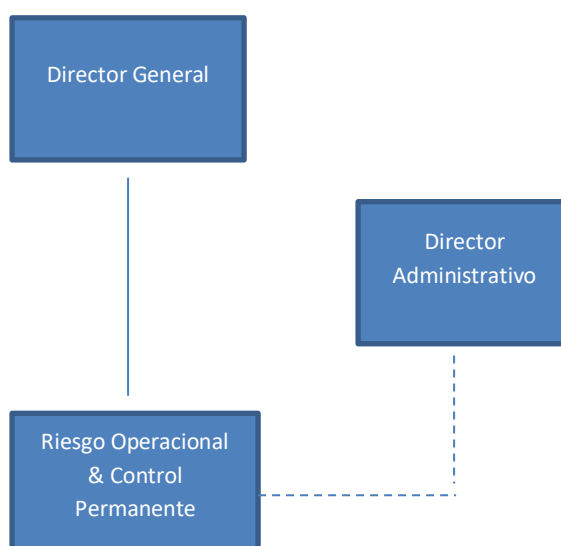 Director General
Director
Administrativo
Riesgo Operacional
& Control
Permanente